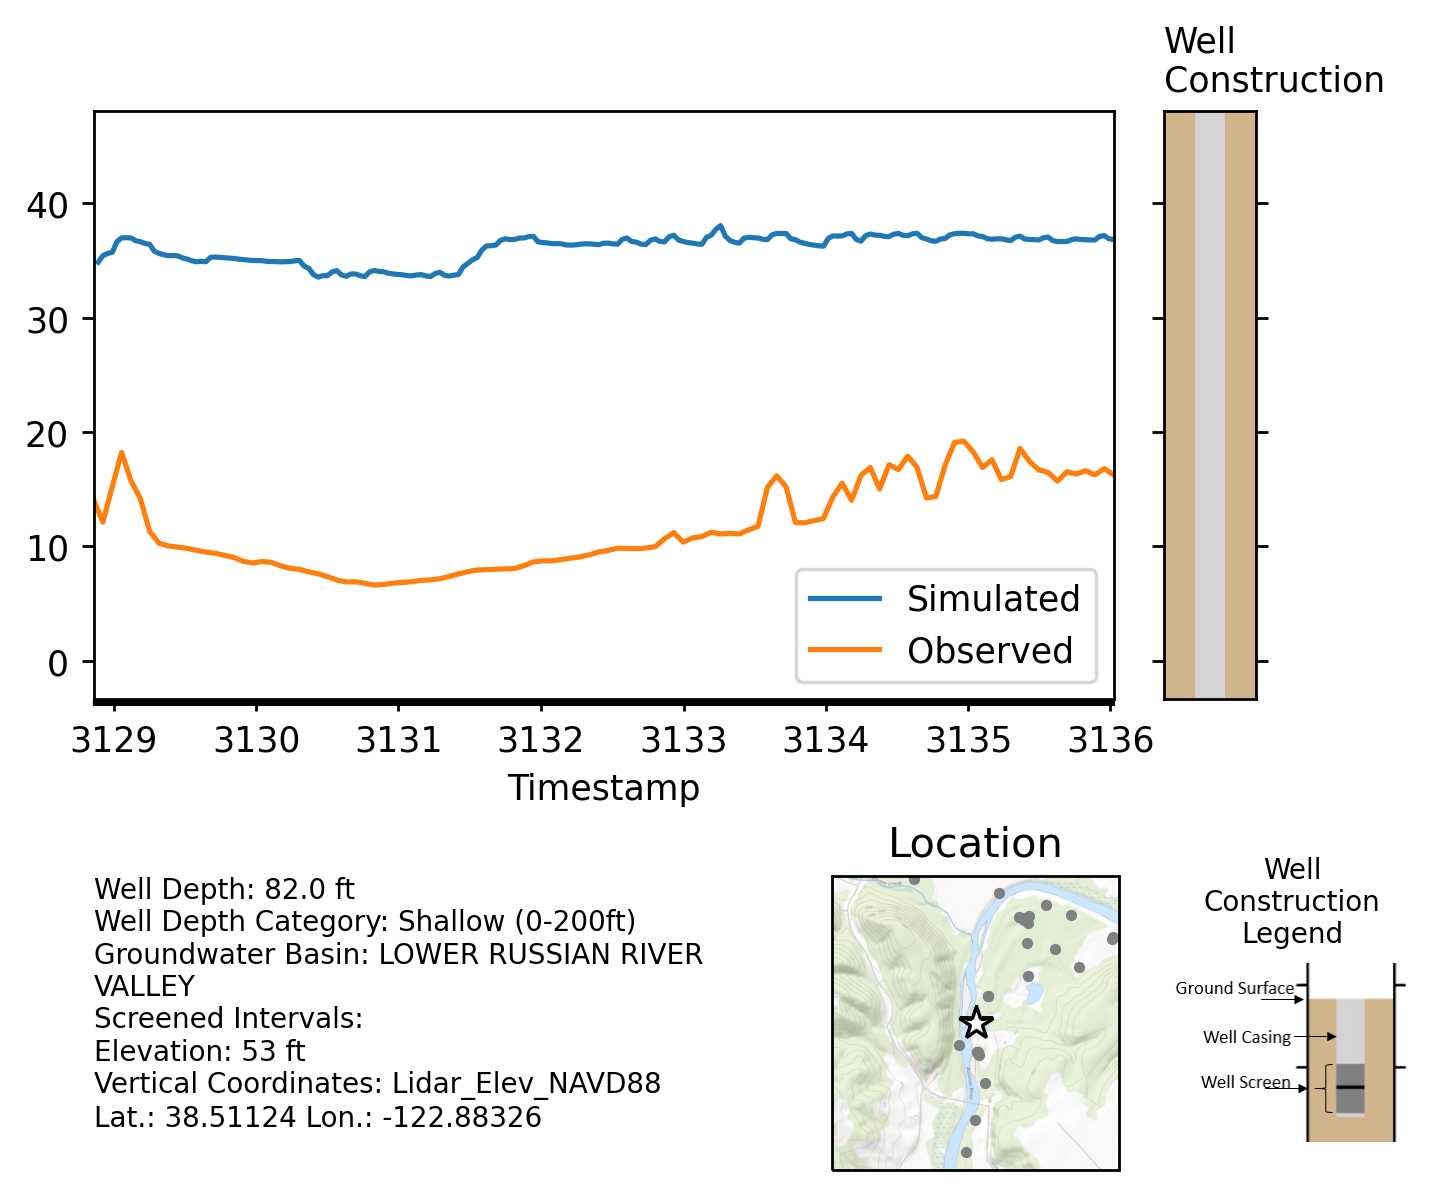 Well
Construction
40
30
20
10
0
Simulated
Observed
3129 3130 3131 3132 3133 3134 3135 3136
Timestamp
Well Depth: 82.0 ft
Well Depth Category: Shallow (0-200ft)
Groundwater Basin: LOWER RUSSIAN RIVER
VALLEY
Screened Intervals:
Elevation: 53 ft
Vertical Coordinates: Lidar_Elev_NAVD88
Lat.: 38.51124 Lon.: -122.88326
Location
Well
Construction
Legend
Ground Surface
Well Casing
Well Screen